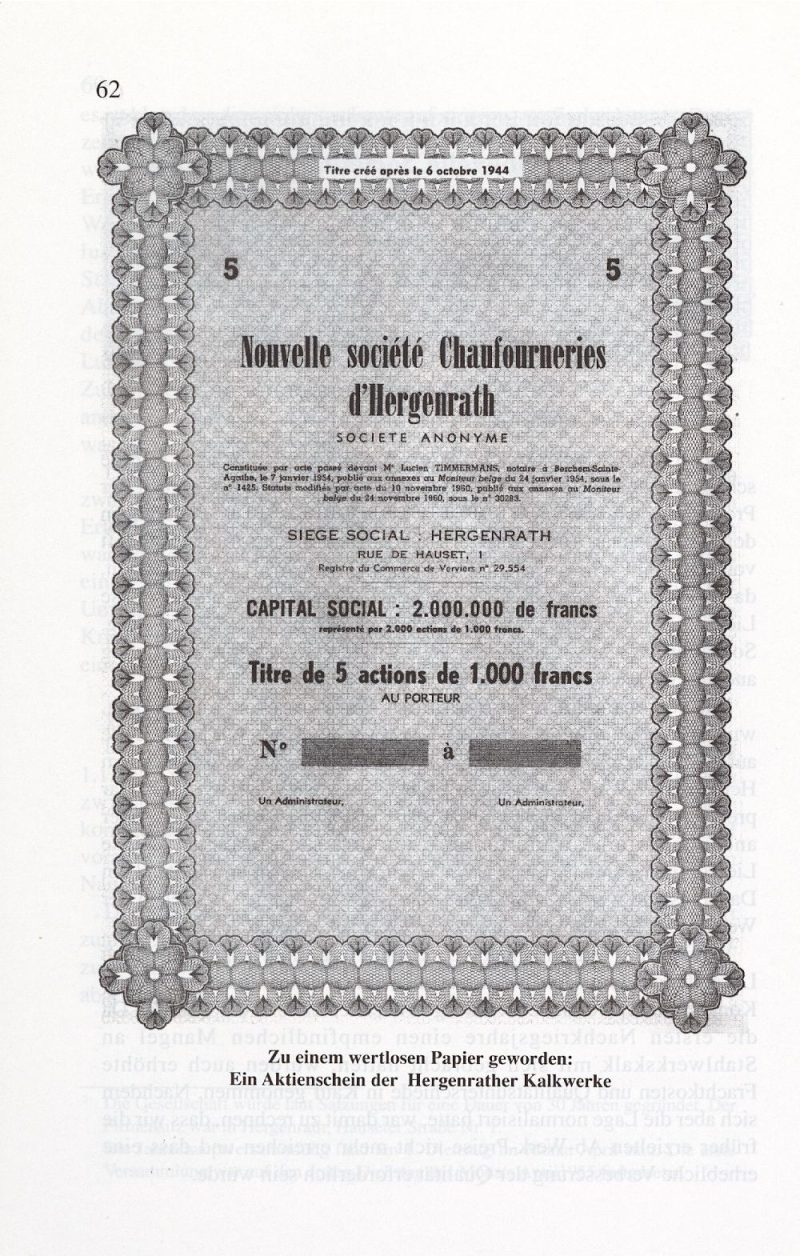 62
Titre créé après le 6 octobre 1944
5 5
Nouvelle société Chaufourneries
d'Hergenrath
SOCIETE ANONYME
Constituée par acte passé devant Me Lucien TIMMERMANS, notaire à Berchem-Sainte-
Agathe, le 7 janvier 1954, publié aux annexes au Moniteur belge du 24 janvier 1954, sous le
n° 1425. Statuts modifiés par acte du 10 novembre 1960, publié aux annexes au Moniteur
belge du 24 novembre 1960, sous le n° 30283.
SIEGE SOCIAL : HERGENRATH
RUE DE HAUSET, 1
Registre du Commerce de Verviers n° 29.554
CAPITAL SOCIAL : 2.000.000 de francs
représenté par 2.000 actions de 1.000 francs.
Titre de 5 actions de 1.000 francs
AU PORTEUR
N° à
Un Administrateur, Un Administrateur,
Zu einem wertlosen Papier geworden:
Ein Aktienschein der Hergenrather Kalkwerke